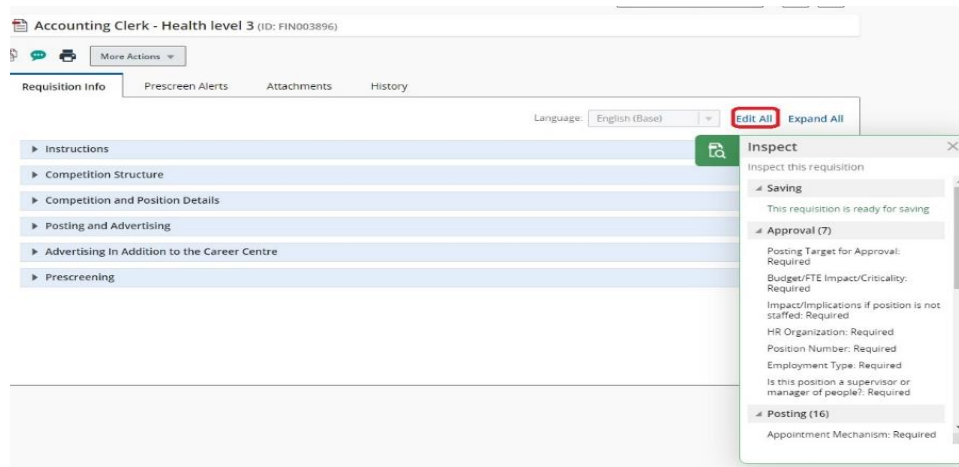 Accounting Clerk - Health level 3 (ID: FIN003896)
More Actions
Requisition Info Prescreen Alerts Attachments History
Language: English (Base) Edit All Expand All
Instructions
Competition Structure
Competition and Position Details
Posting and Advertising
Advertising In Addition to the Career Centre
Prescreening
Inspect
Inspect this requisition
Saving
This requisition is ready for saving
Approval (7)
Posting Target for Approval:
Required
Budget/FTE Impact/Criticality:
Required
Impact/Implications if position is not
staffed: Required
HR Organization: Required
Position Number: Required
Employment Type: Required
Is this position a supervisor or
manager of people?: Required
Posting (16)
Appointment Mechanism: Required